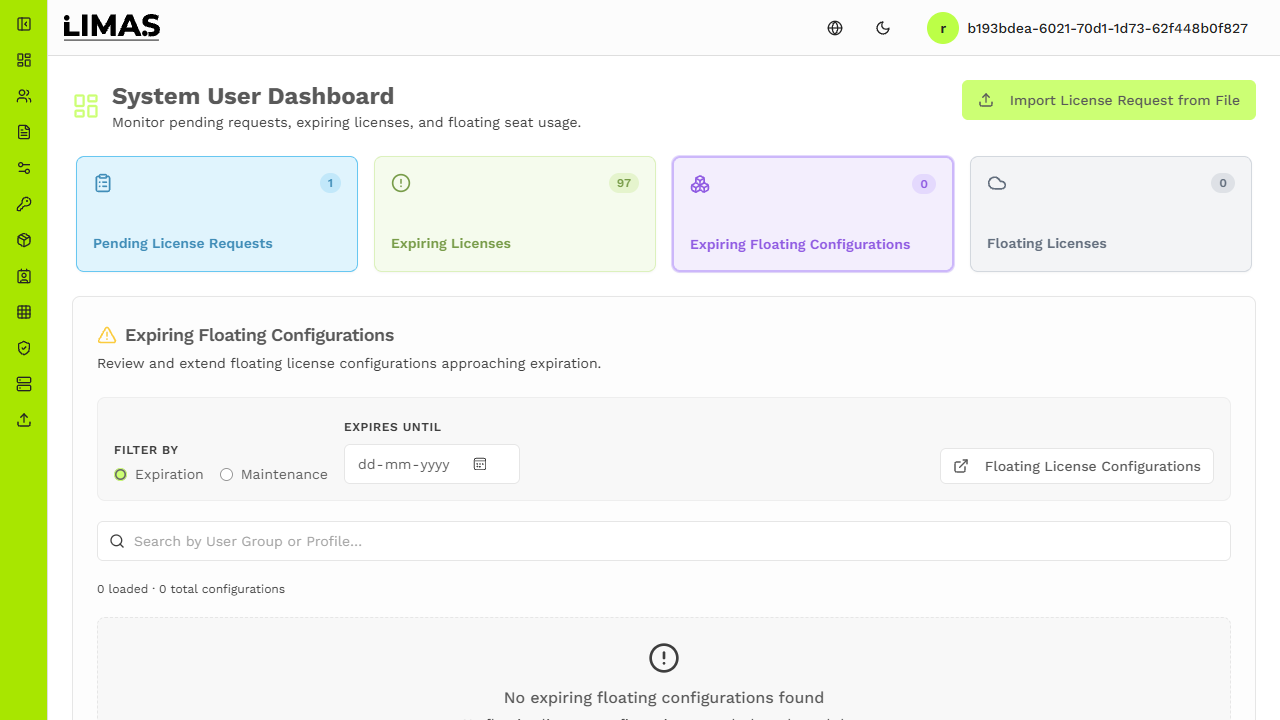 LIMAS
r
b193bdea-6021-70d1-1d73-62f448b0f827
System User Dashboard
Monitor pending requests, expiring licenses, and floating seat usage.
Import License Request from File
1
Pending License Requests
97
Expiring Licenses
0
Expiring Floating Configurations
0
Floating Licenses
Expiring Floating Configurations
Review and extend floating license configurations approaching expiration.
FILTER BY
Expiration
Maintenance
EXPIRES UNTIL
dd-mm-yyyy
Floating License Configurations
Search by User Group or Profile...
0 loaded · 0 total configurations
No expiring floating configurations found